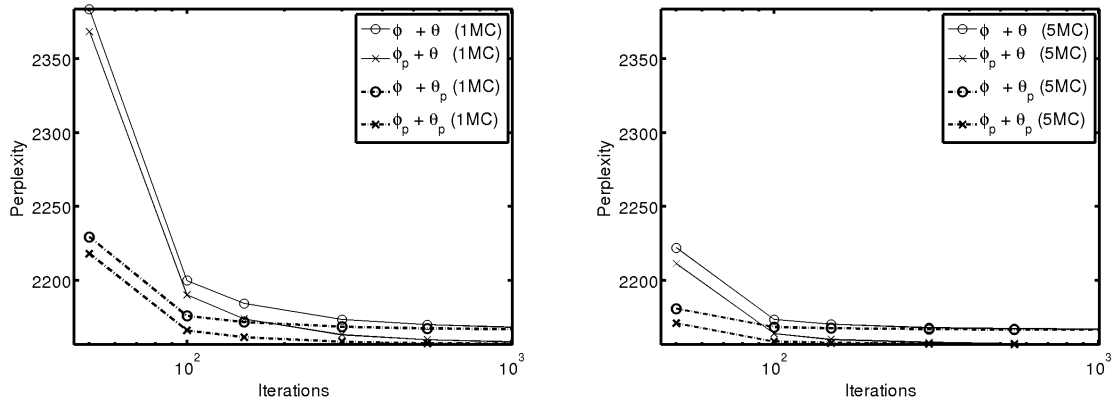 Perplexity
2350
2300
2250
2200
10²
10³
Iterations
ϕ + θ (1MC)
ϕₚ + θ (1MC)
ϕ + θₚ (1MC)
ϕₚ + θₚ (1MC)
Perplexity
2350
2300
2250
2200
10²
10³
Iterations
ϕ + θ (5MC)
ϕₚ + θ (5MC)
ϕ + θₚ (5MC)
ϕₚ + θₚ (5MC)